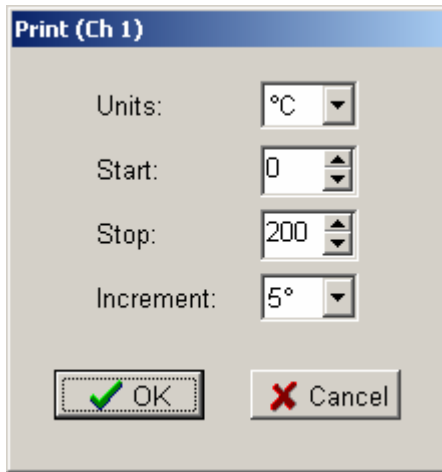 Print (Ch 1)
Units: °C
Start: 0
Stop: 200
Increment: 5°
OK Cancel